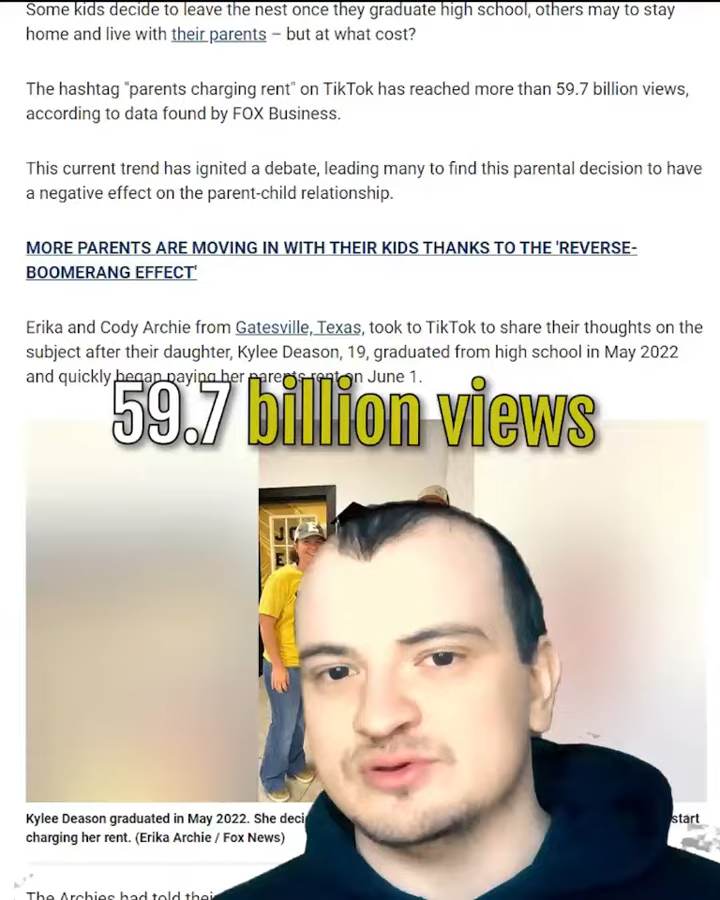 Some kids decide to leave the nest once they graduate high school, others may to stay
home and live with their parents – but at what cost?
The hashtag "parents charging rent" on TikTok has reached more than 59.7 billion views,
according to data found by FOX Business.
This current trend has ignited a debate, leading many to find this parental decision to have
a negative effect on the parent-child relationship.
MORE PARENTS ARE MOVING IN WITH THEIR KIDS THANKS TO THE 'REVERSE-
BOOMERANG EFFECT'
Erika and Cody Archie from Gatesville, Texas, took to TikTok to share their thoughts on the
subject after their daughter, Kylee Deason, 19, graduated from high school in May 2022
and quickly began paying her parents rent on June 1.
59.7 billion views
Kylee Deason graduated in May 2022. She start
charging her rent. (Erika Archie / Fox News)
The Archies had told